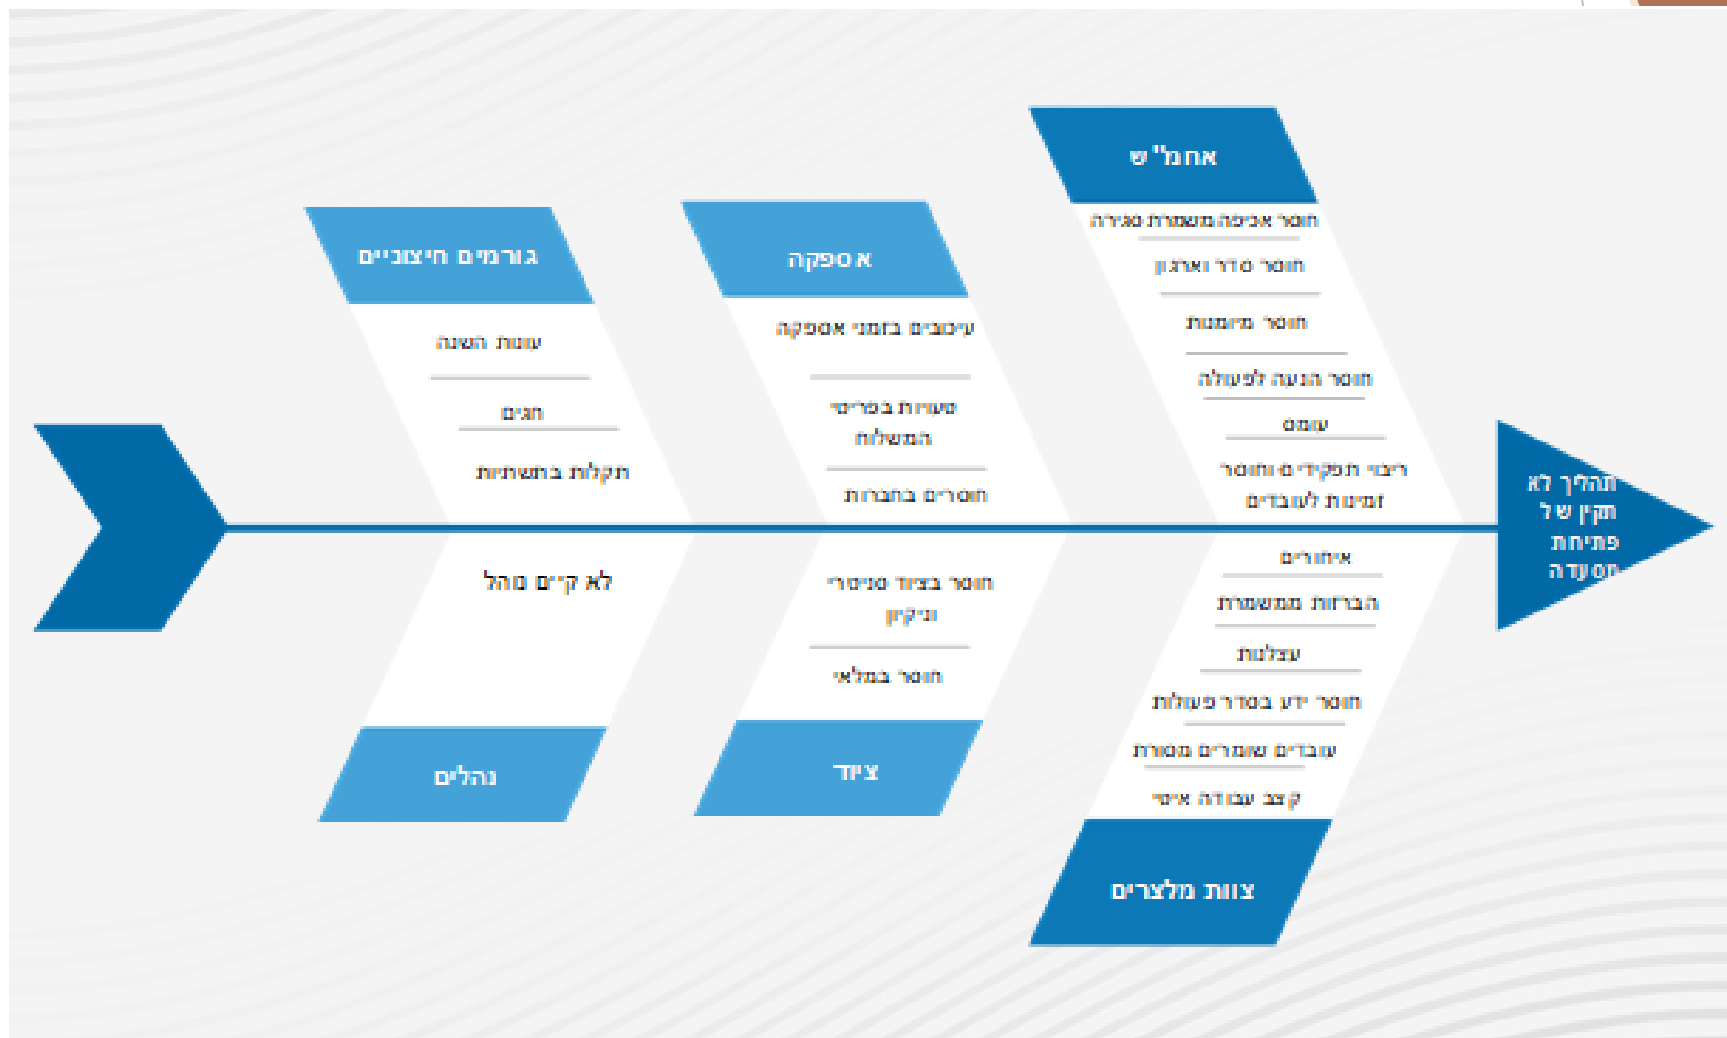 אחמ"ש
חוסר אכיפה משמרת סגירה
חוסר סדר וארגון
חוסר מיומנות
חוסר הנעה לפעולה
עומס
ריבוי תפקידים וחוסר
זמינות לעובדים
אספקה
עיכובים בזמני אספקה
טעויות בפריטי
המשלוח
חוסרים בחברות
גורמים חיצוניים
עונות השנה
חגים
תקלות בתשתיות
תהליך לא
תקין של
פתיחת
מסעדה
איחורים
הברזות ממשמרת
עצלנות
חוסר ידע בסדר פעולות
עובדים שומרים מסורת
קצב עבודה איטי
צוות מלצרים
חוסר בציוד סניטרי
וניקיון
חוסר במלאי
ציוד
לא קיים נוהל
נהלים